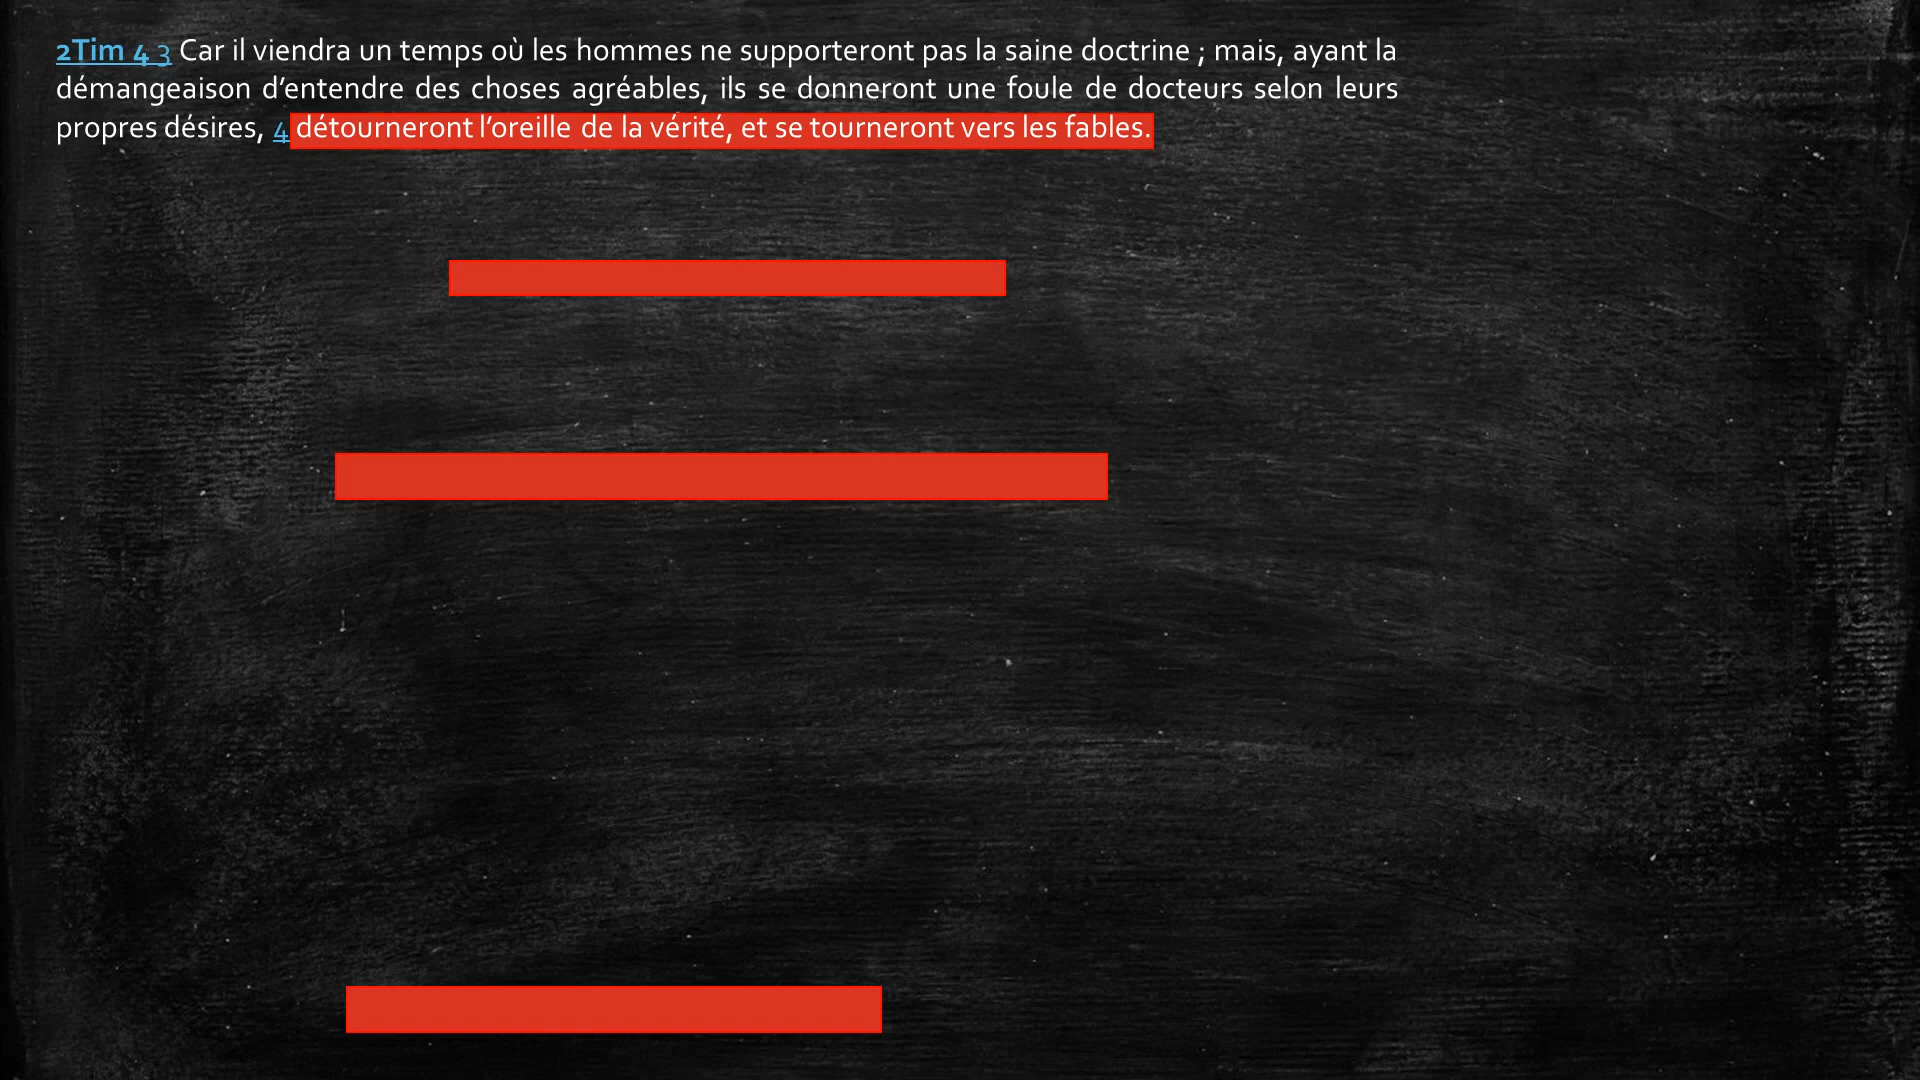 2Tim 4 3 Car il viendra un temps où les hommes ne supporteront pas la saine doctrine ; mais, ayant la
démangeaison d’entendre des choses agréables, ils se donneront une foule de docteurs selon leurs
propres désires, 4 détourneront l’oreille de la vérité, et se tourneront vers les fables.